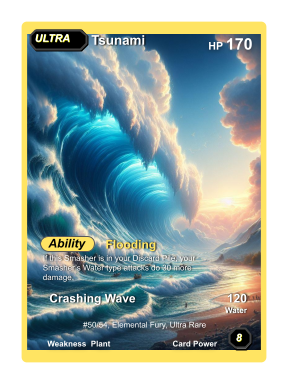 ULTRA Tsunami HP 170
Ability Flooding
If this Smasher is in your Discard Pile, your
Smasher's Water type attacks do 30 more
damage.
Crashing Wave 120
Water
#50/54, Elemental Fury, Ultra Rare
Weakness Plant Card Power 8